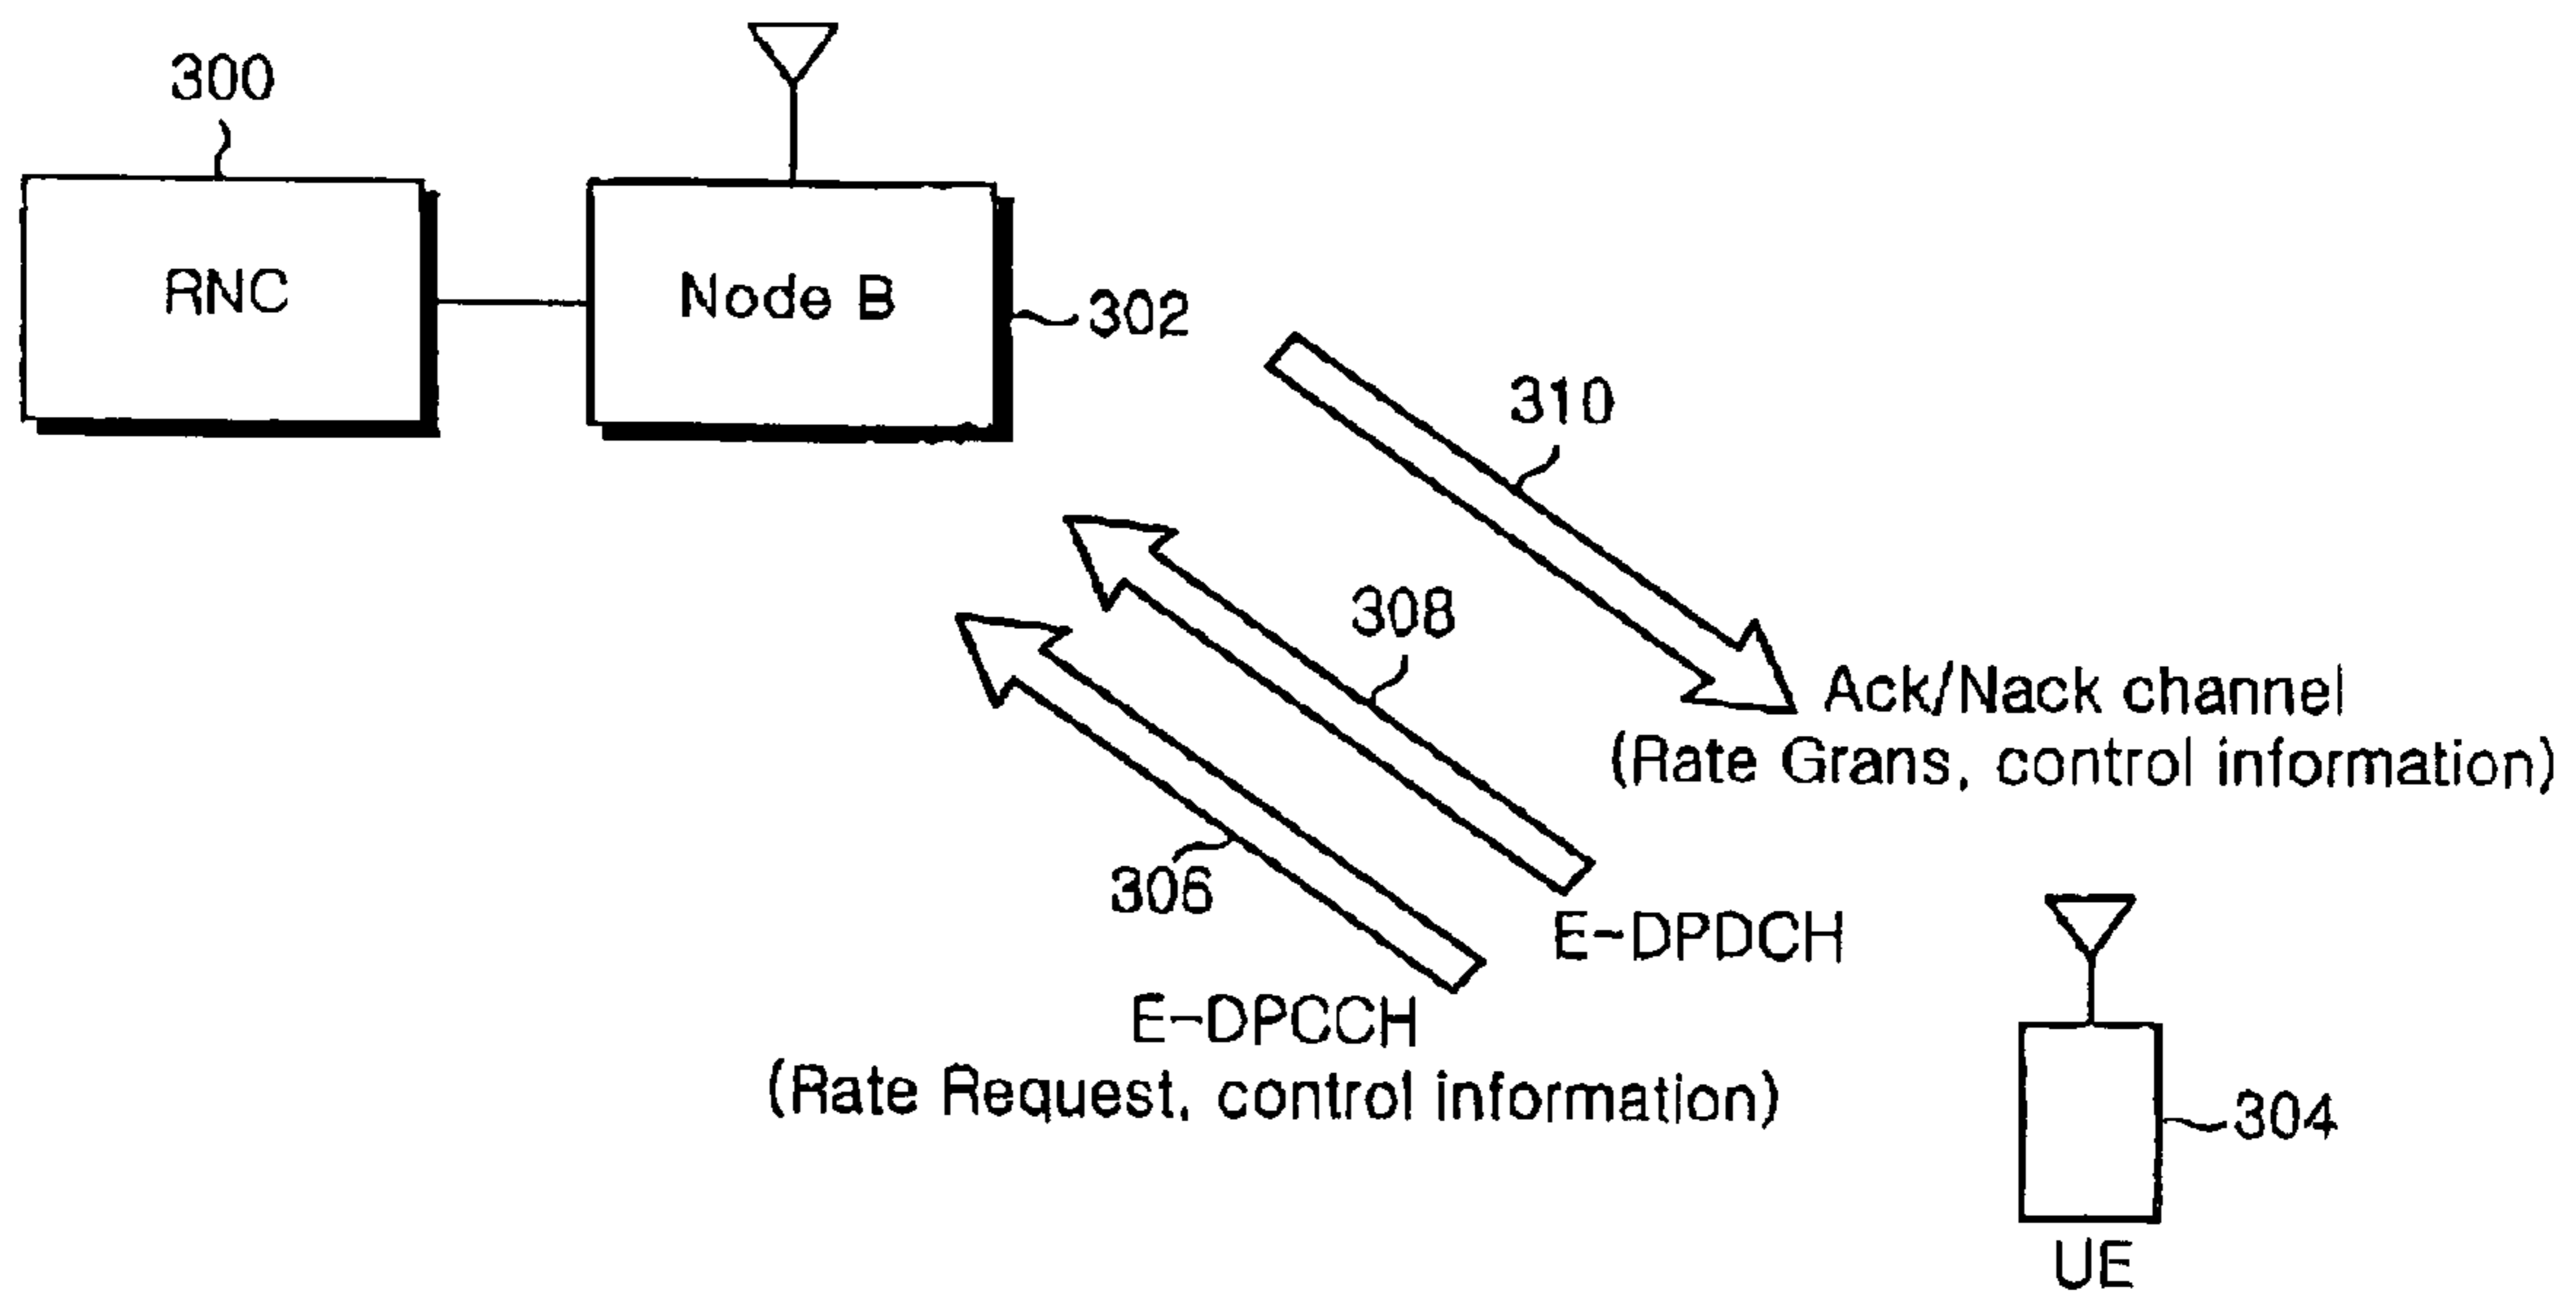 300
RNC
Node B
302
310
308
Ack/Nack channel
(Rate Grans, control information)
306
E-DPDCH
E-DPCCH
(Rate Request, control information)
304
UE